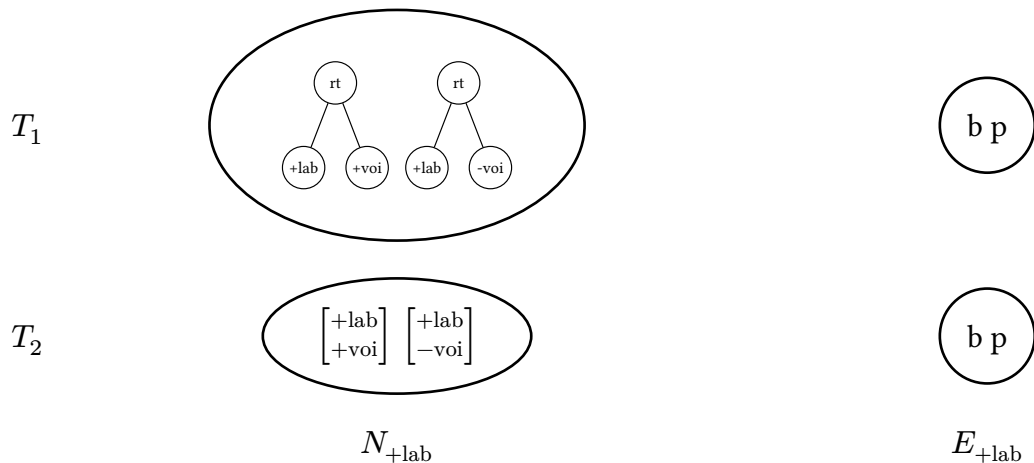 rt rt
T₁ b p
+lab +voi +lab -voi
[+lab +voi] [+lab −voi]
T₂ b p
N₊lab E₊lab